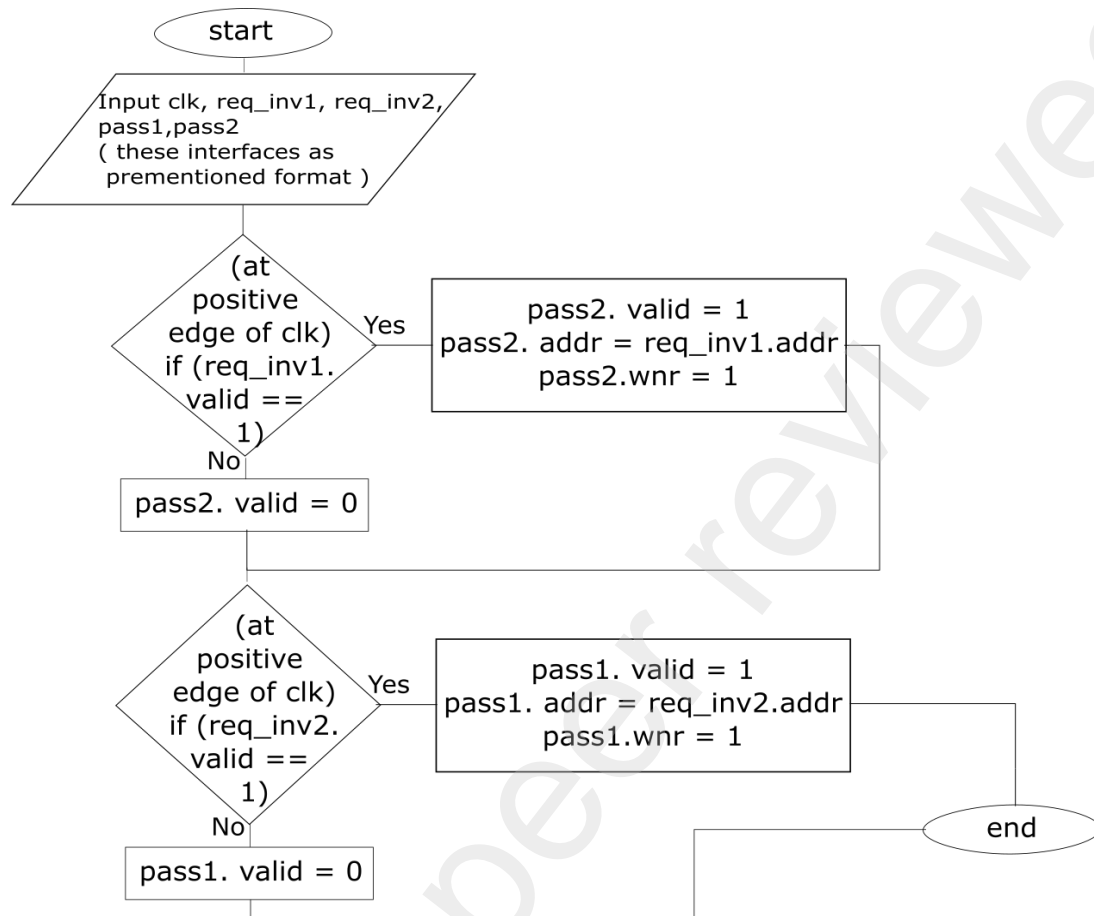 start
Input clk, req_inv1, req_inv2,
pass1,pass2
( these interfaces as
prementioned format )
(at
positive
edge of clk)
if (req_inv1.
valid ==
1)
Yes
pass2. valid = 1
pass2. addr = req_inv1.addr
pass2.wnr = 1
No
pass2. valid = 0
(at
positive
edge of clk)
if (req_inv2.
valid ==
1)
Yes
pass1. valid = 1
pass1. addr = req_inv2.addr
pass1.wnr = 1
No
pass1. valid = 0
end
peer reviewe